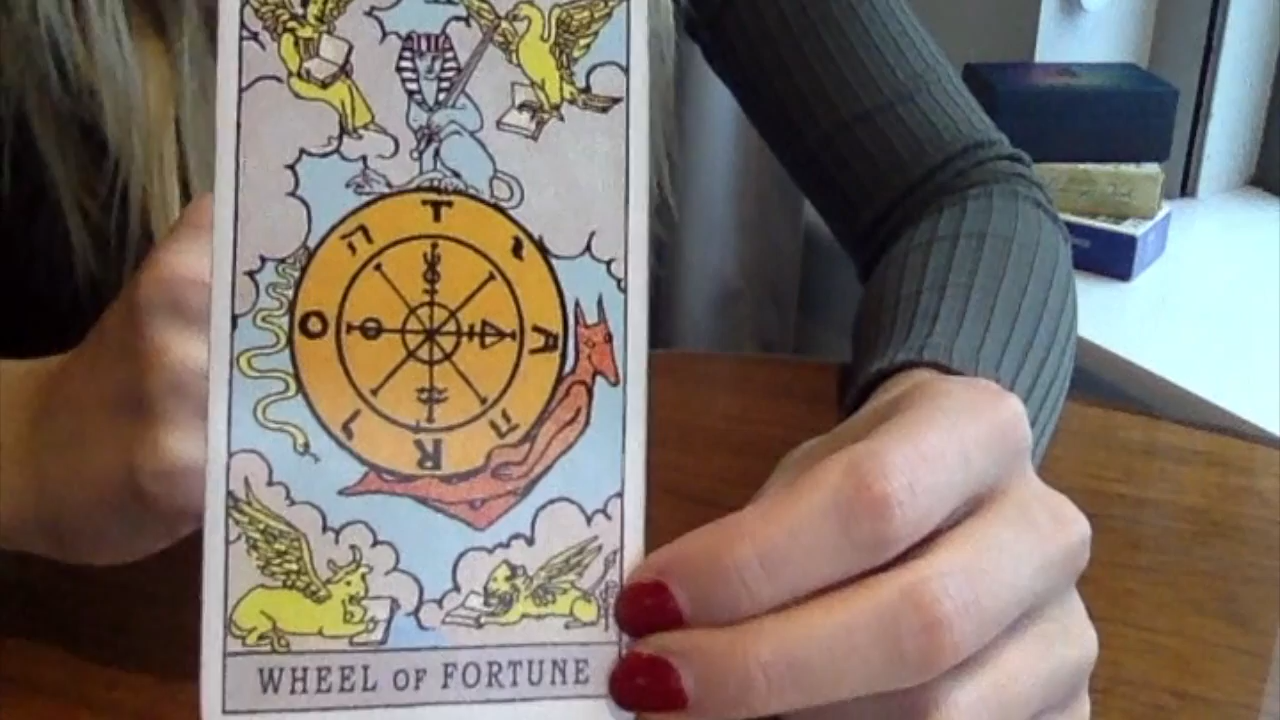 T
ה י
O A
ו ה
R
WHEEL OF FORTUNE